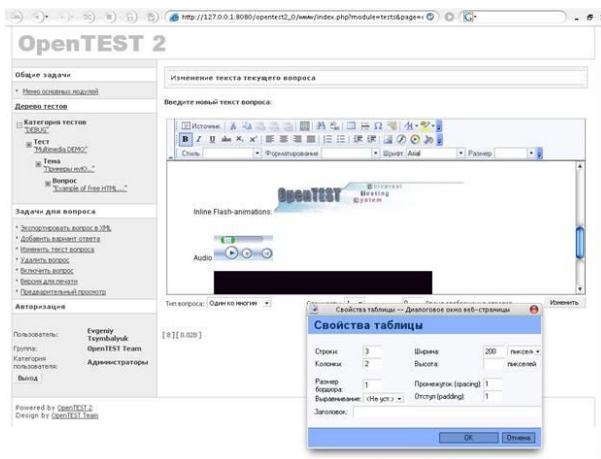 http://127.0.0.1:8080/opentest2_0/www/index.php?module=tests&page=
OpenTEST 2
Общие задачи
* Меню основных модулей
Дерево тестов
Категория тестов
"DEBUG"
Тест
"Multimedia DEMO"
Тема
Вопрос
"Example of free HTML...."
Задачи для вопроса
* Экспортировать вопрос в XML
* Добавить вариант ответа
* Изменить текст вопроса
* Удалить вопрос
* Включить вопрос
* Версия для печати
* Предварительный просмотр
Авторизация
Пользователь: Evgeniy Tsymbalyuk
Группа: OpenTEST Team
Категория пользователя: Администраторы
Выход
Powered by OpenTEST 2
Design by OpenTEST Team
Изменение текста текущего вопроса
Введите новый текст вопроса:
Источник
B I U abc X, x²
Стиль Форматирование Шрифт Arial Размер
Inline Flash-animations:
OpenTEST Universal Testing System
Audio
Тип вопроса: Один ко многим
Изменить
[ 8 ][ 0.028 ]
Свойства таблицы -- Диалоговое окно веб-страницы
Свойства таблицы
Строки: 3 Ширина: 200 пиксел
Колонки: 2 Высота: пикселей
Размер бордюра: 1 Промежуток (spacing): 1
Выравнивание: <Не уст.> Отступ (padding): 1
Заголовок:
OK Отмена